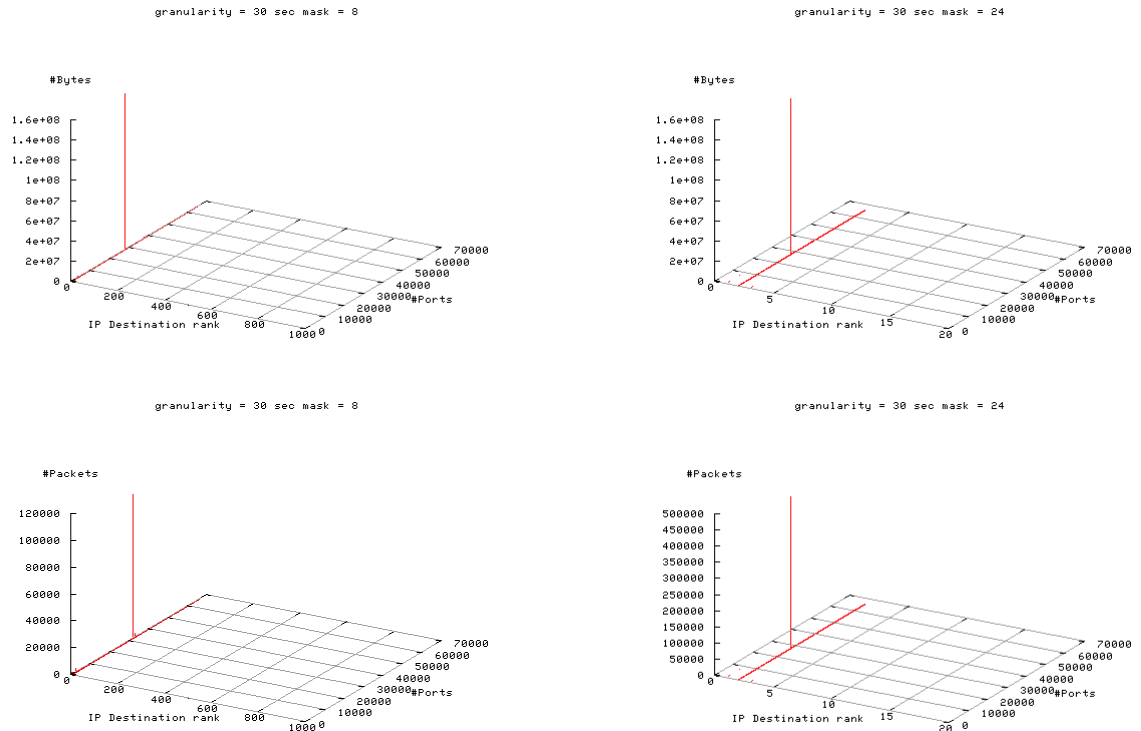 granularity = 30 sec mask = 8
#Bytes
1.6e+08
1.4e+08
1.2e+08
1e+08
8e+07
6e+07
4e+07
2e+07
0
0
200
400
600
800
1000
IP Destination rank
0
10000
20000
30000
40000
50000
60000
70000
#Ports
granularity = 30 sec mask = 24
#Bytes
1.6e+08
1.4e+08
1.2e+08
1e+08
8e+07
6e+07
4e+07
2e+07
0
0
5
10
15
20
IP Destination rank
0
10000
20000
30000
40000
50000
60000
70000
#Ports
granularity = 30 sec mask = 8
#Packets
120000
100000
80000
60000
40000
20000
0
0
200
400
600
800
1000
IP Destination rank
0
10000
20000
30000
40000
50000
60000
70000
#Ports
granularity = 30 sec mask = 24
#Packets
500000
450000
400000
350000
300000
250000
200000
150000
100000
50000
0
0
5
10
15
20
IP Destination rank
0
10000
20000
30000
40000
50000
60000
70000
#Ports